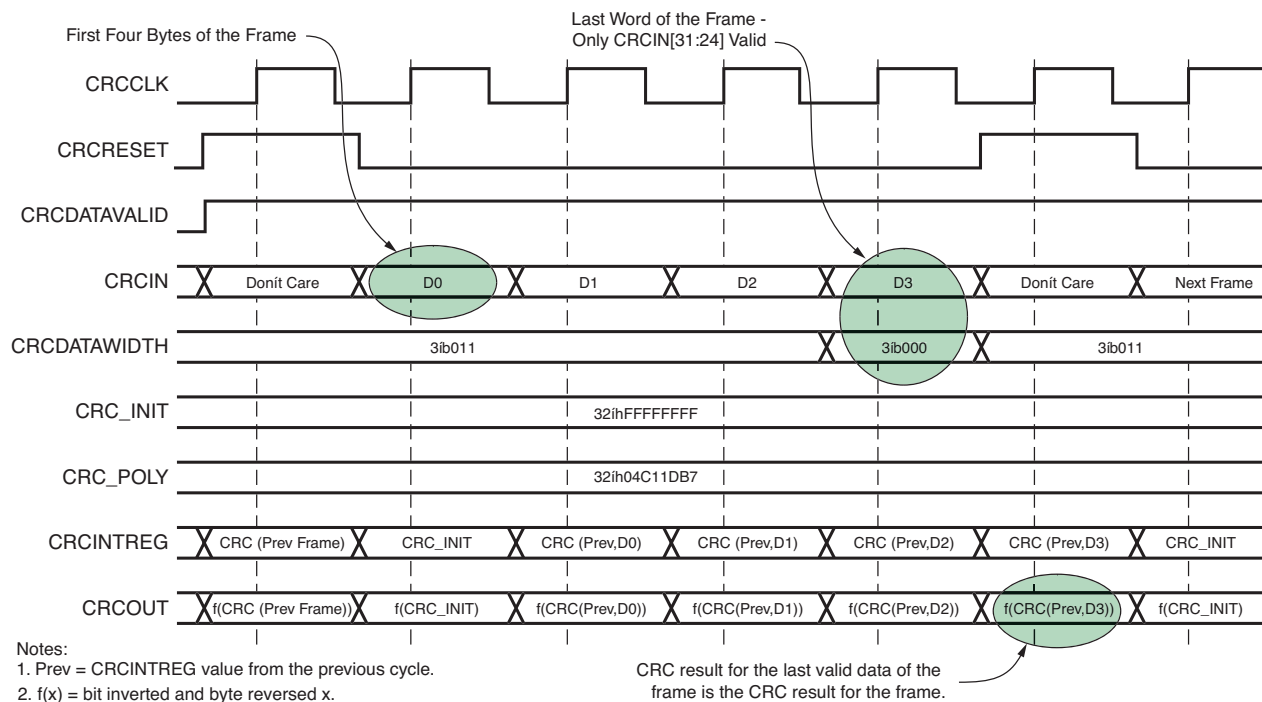 Last Word of the Frame -
Only CRCIN[31:24] Valid
First Four Bytes of the Frame
CRCCLK
CRCRESET
CRCDATAVALID
CRCIN Donít Care D0 D1 D2 D3 Donít Care Next Frame
CRCDATAWIDTH 3íb011 3íb000 3íb011
CRC_INIT 32íhFFFFFFFF
CRC_POLY 32íh04C11DB7
CRCINTREG CRC (Prev Frame) CRC_INIT CRC (Prev,D0) CRC (Prev,D1) CRC (Prev,D2) CRC (Prev,D3) CRC_INIT
CRCOUT f(CRC (Prev Frame)) f(CRC_INIT) f(CRC(Prev,D0)) f(CRC(Prev,D1)) f(CRC(Prev,D2)) f(CRC(Prev,D3)) f(CRC_INIT)
Notes:
1. Prev = CRCINTREG value from the previous cycle.
2. f(x) = bit inverted and byte reversed x.
CRC result for the last valid data of the
frame is the CRC result for the frame.